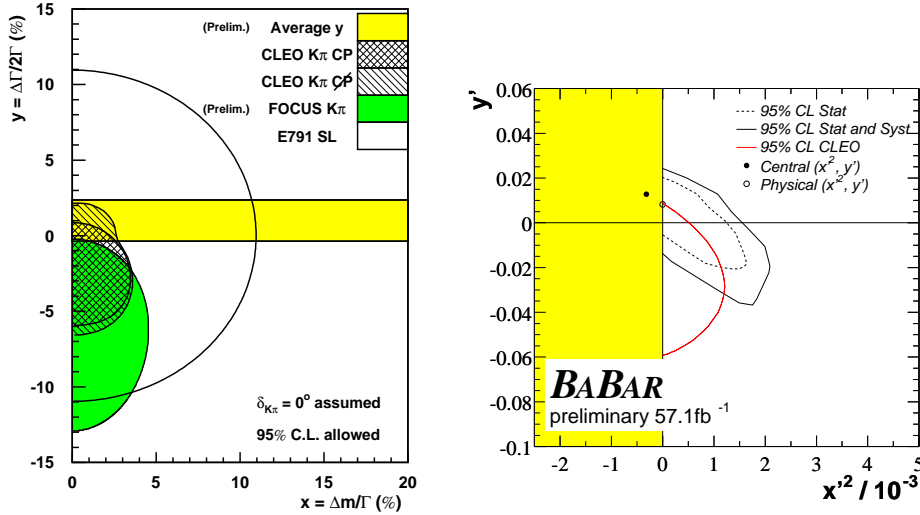 y = ΔΓ/2Γ (%)
15
10
5
0
-5
-10
-15
(Prelim.) Average y
CLEO Kπ CP
CLEO Kπ C̸P̸
(Prelim.) FOCUS Kπ
E791 SL
δKπ = 0° assumed
95% C.L. allowed
0 5 10 15 20
x = Δm/Γ (%)
y'
0.06
0.04
0.02
0
-0.02
-0.04
-0.06
-0.08
-0.1
95% CL Stat
95% CL Stat and Syst
95% CL CLEO
Central (x'², y')
Physical (x'², y')
BABAR
preliminary 57.1fb⁻¹
-2 -1 0 1 2 3 4 5
x'² / 10⁻³